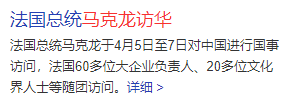 法国总统马克龙访华
法国总统马克龙于4月5日至7日对中国进行国事
访问，法国60多位大企业负责人、20多位文化
界人士等随团访问。详细 >